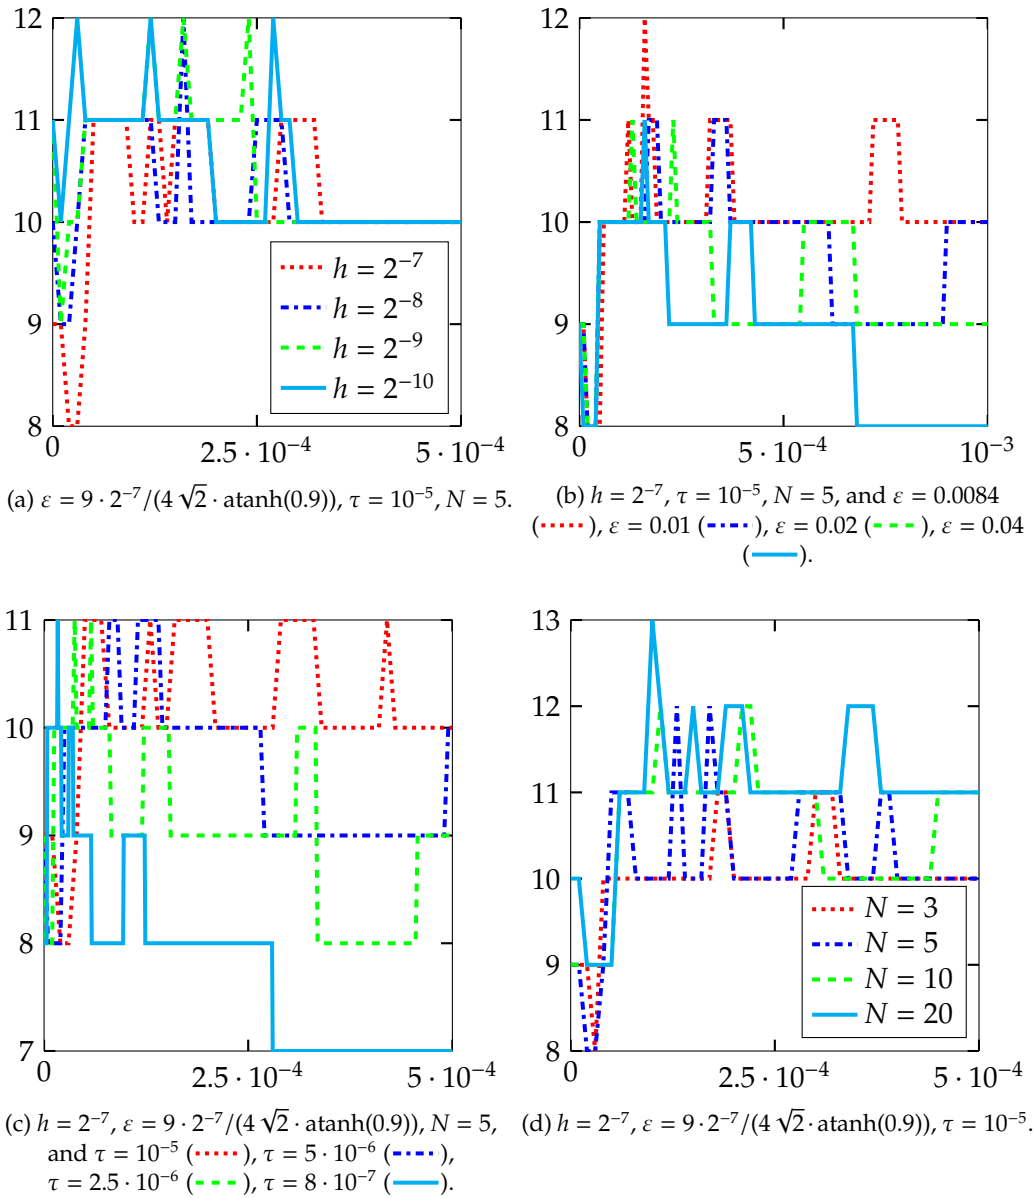 12
11
10
9
8
0
2.5 · 10⁻⁴
5 · 10⁻⁴
h = 2⁻⁷
h = 2⁻⁸
h = 2⁻⁹
h = 2⁻¹⁰
(a) ε = 9 · 2⁻⁷/(4 √2 · atanh(0.9)), τ = 10⁻⁵, N = 5.
12
11
10
9
8
0
5 · 10⁻⁴
10⁻³
(b) h = 2⁻⁷, τ = 10⁻⁵, N = 5, and ε = 0.0084
( ), ε = 0.01 ( ), ε = 0.02 ( ), ε = 0.04
( ).
11
10
9
8
7
0
2.5 · 10⁻⁴
5 · 10⁻⁴
(c) h = 2⁻⁷, ε = 9 · 2⁻⁷/(4 √2 · atanh(0.9)), N = 5,
and τ = 10⁻⁵ ( ), τ = 5 · 10⁻⁶ ( ),
τ = 2.5 · 10⁻⁶ ( ), τ = 8 · 10⁻⁷ ( ).
13
12
11
10
9
8
0
2.5 · 10⁻⁴
5 · 10⁻⁴
N = 3
N = 5
N = 10
N = 20
(d) h = 2⁻⁷, ε = 9 · 2⁻⁷/(4 √2 · atanh(0.9)), τ = 10⁻⁵.